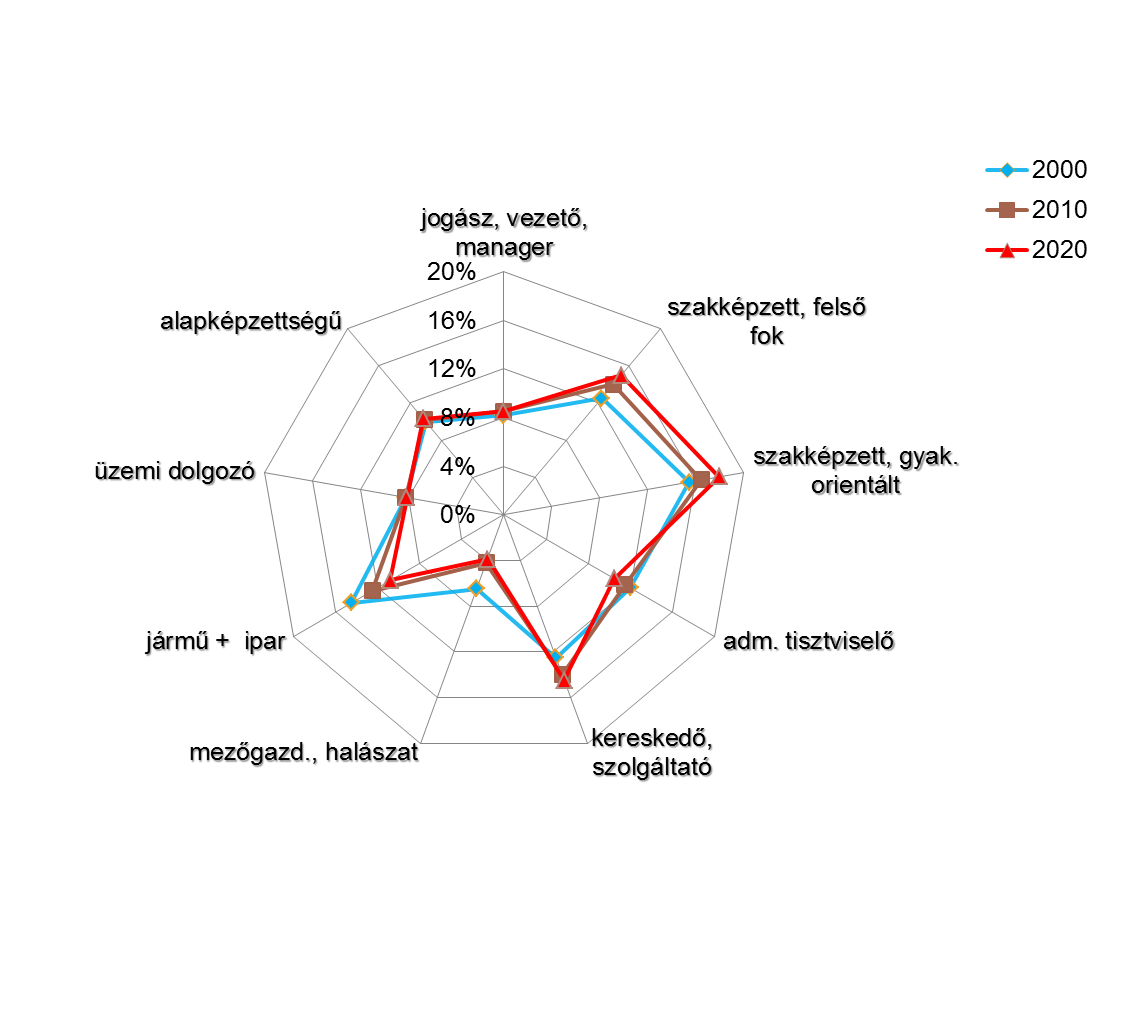 2000
2010
2020
jogász, vezető,
manager
20%
16%
12%
8%
4%
0%
szakképzett, felső
fok
szakképzett, gyak.
orientált
adm. tisztviselő
kereskedő,
szolgáltató
mezőgazd., halászat
jármű +  ipar
üzemi dolgozó
alapképzettségű